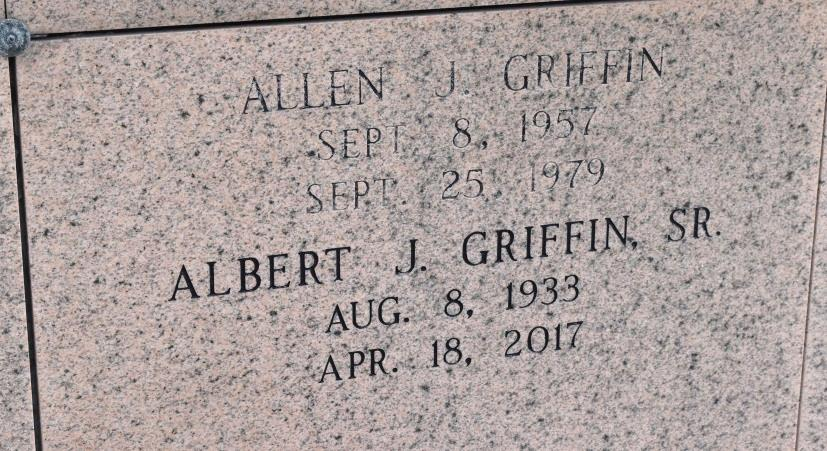 ALLEN J. GRIFFIN
SEPT. 8, 1957
SEPT. 25, 1979
ALBERT J. GRIFFIN, SR.
AUG. 8, 1933
APR. 18, 2017